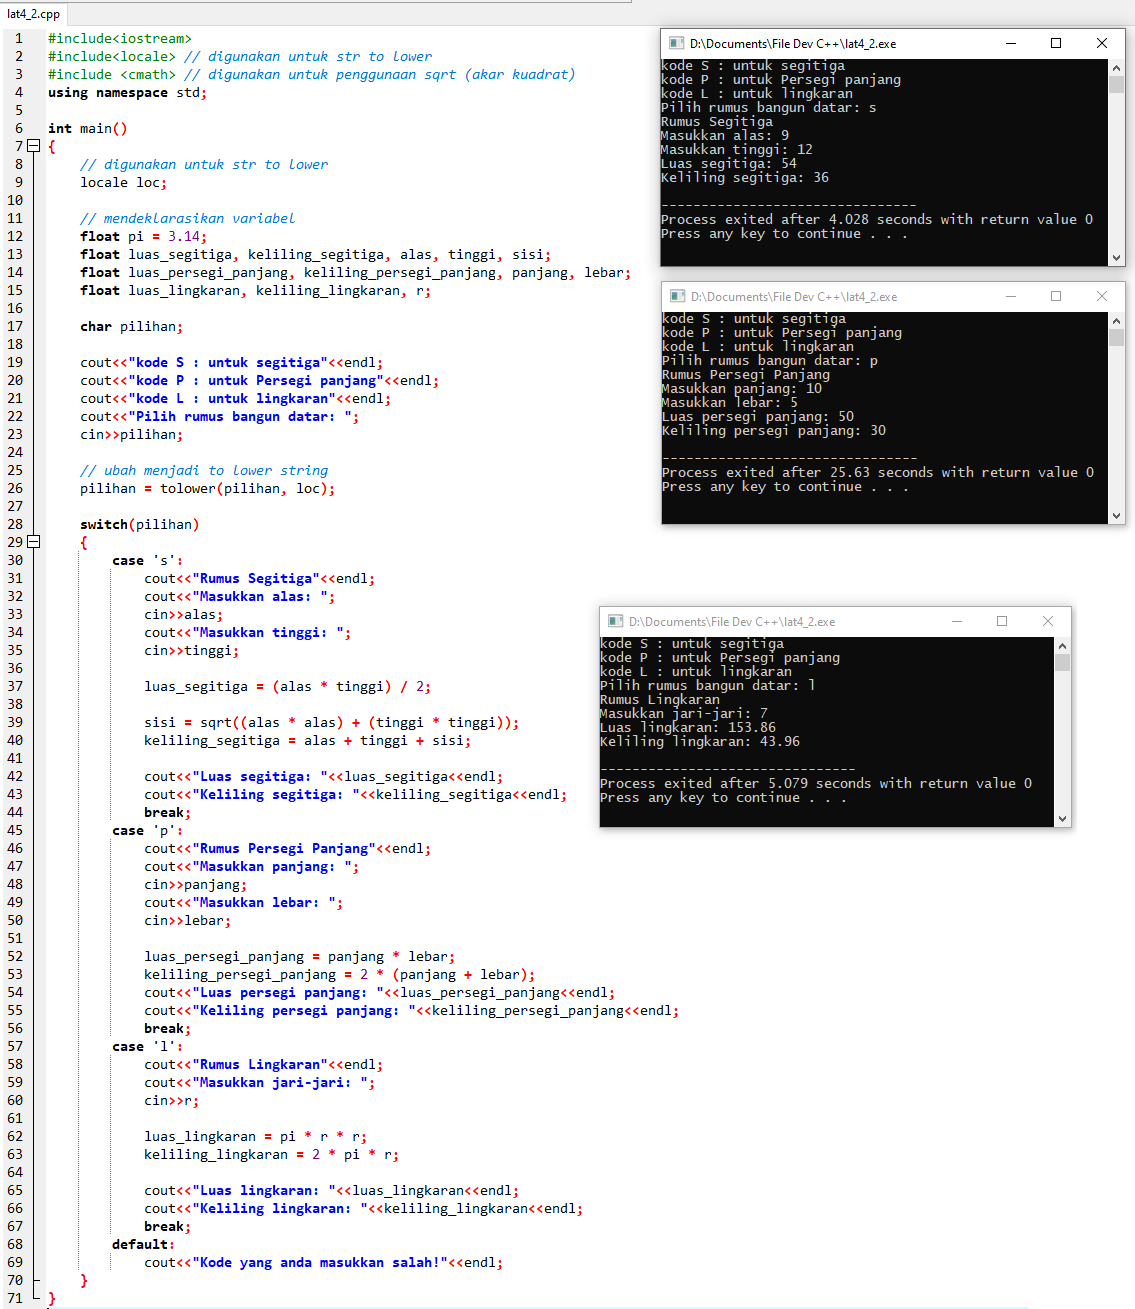 lat4_2.cpp
1 #include<iostream>
2 #include<locale> // digunakan untuk str to lower
3 #include <cmath> // digunakan untuk penggunaan sqrt (akar kuadrat)
4 using namespace std;
5
6 int main()
7 {
8 // digunakan untuk str to lower
9 locale loc;
10
11 // mendeklarasikan variabel
12 float pi = 3.14;
13 float luas_segitiga, keliling_segitiga, alas, tinggi, sisi;
14 float luas_persegi_panjang, keliling_persegi_panjang, panjang, lebar;
15 float luas_lingkaran, keliling_lingkaran, r;
16
17 char pilihan;
18
19 cout<<"kode S : untuk segitiga"<<endl;
20 cout<<"kode P : untuk Persegi panjang"<<endl;
21 cout<<"kode L : untuk lingkaran"<<endl;
22 cout<<"Pilih rumus bangun datar: ";
23 cin>>pilihan;
24
25 // ubah menjadi to lower string
26 pilihan = tolower(pilihan, loc);
27
28 switch(pilihan)
29 {
30 case 's':
31 cout<<"Rumus Segitiga"<<endl;
32 cout<<"Masukkan alas: ";
33 cin>>alas;
34 cout<<"Masukkan tinggi: ";
35 cin>>tinggi;
36
37 luas_segitiga = (alas * tinggi) / 2;
38
39 sisi = sqrt((alas * alas) + (tinggi * tinggi));
40 keliling_segitiga = alas + tinggi + sisi;
41
42 cout<<"Luas segitiga: "<<luas_segitiga<<endl;
43 cout<<"Keliling segitiga: "<<keliling_segitiga<<endl;
44 break;
45 case 'p':
46 cout<<"Rumus Persegi Panjang"<<endl;
47 cout<<"Masukkan panjang: ";
48 cin>>panjang;
49 cout<<"Masukkan lebar: ";
50 cin>>lebar;
51
52 luas_persegi_panjang = panjang * lebar;
53 keliling_persegi_panjang = 2 * (panjang + lebar);
54 cout<<"Luas persegi panjang: "<<luas_persegi_panjang<<endl;
55 cout<<"Keliling persegi panjang: "<<keliling_persegi_panjang<<endl;
56 break;
57 case 'l':
58 cout<<"Rumus Lingkaran"<<endl;
59 cout<<"Masukkan jari-jari: ";
60 cin>>r;
61
62 luas_lingkaran = pi * r * r;
63 keliling_lingkaran = 2 * pi * r;
64
65 cout<<"Luas lingkaran: "<<luas_lingkaran<<endl;
66 cout<<"Keliling lingkaran: "<<keliling_lingkaran<<endl;
67 break;
68 default:
69 cout<<"Kode yang anda masukkan salah!"<<endl;
70 }
71 }
D:\Documents\File Dev C++\lat4_2.exe
kode S : untuk segitiga
kode P : untuk Persegi panjang
kode L : untuk lingkaran
Pilih rumus bangun datar: s
Rumus Segitiga
Masukkan alas: 9
Masukkan tinggi: 12
Luas segitiga: 54
Keliling segitiga: 36
--------------------------------
Process exited after 4.028 seconds with return value 0
Press any key to continue . . .
D:\Documents\File Dev C++\lat4_2.exe
kode S : untuk segitiga
kode P : untuk Persegi panjang
kode L : untuk lingkaran
Pilih rumus bangun datar: p
Rumus Persegi Panjang
Masukkan panjang: 10
Masukkan lebar: 5
Luas persegi panjang: 50
Keliling persegi panjang: 30
--------------------------------
Process exited after 25.63 seconds with return value 0
Press any key to continue . . .
D:\Documents\File Dev C++\lat4_2.exe
kode S : untuk segitiga
kode P : untuk Persegi panjang
kode L : untuk lingkaran
Pilih rumus bangun datar: l
Rumus Lingkaran
Masukkan jari-jari: 7
Luas lingkaran: 153.86
Keliling lingkaran: 43.96
--------------------------------
Process exited after 5.079 seconds with return value 0
Press any key to continue . . .